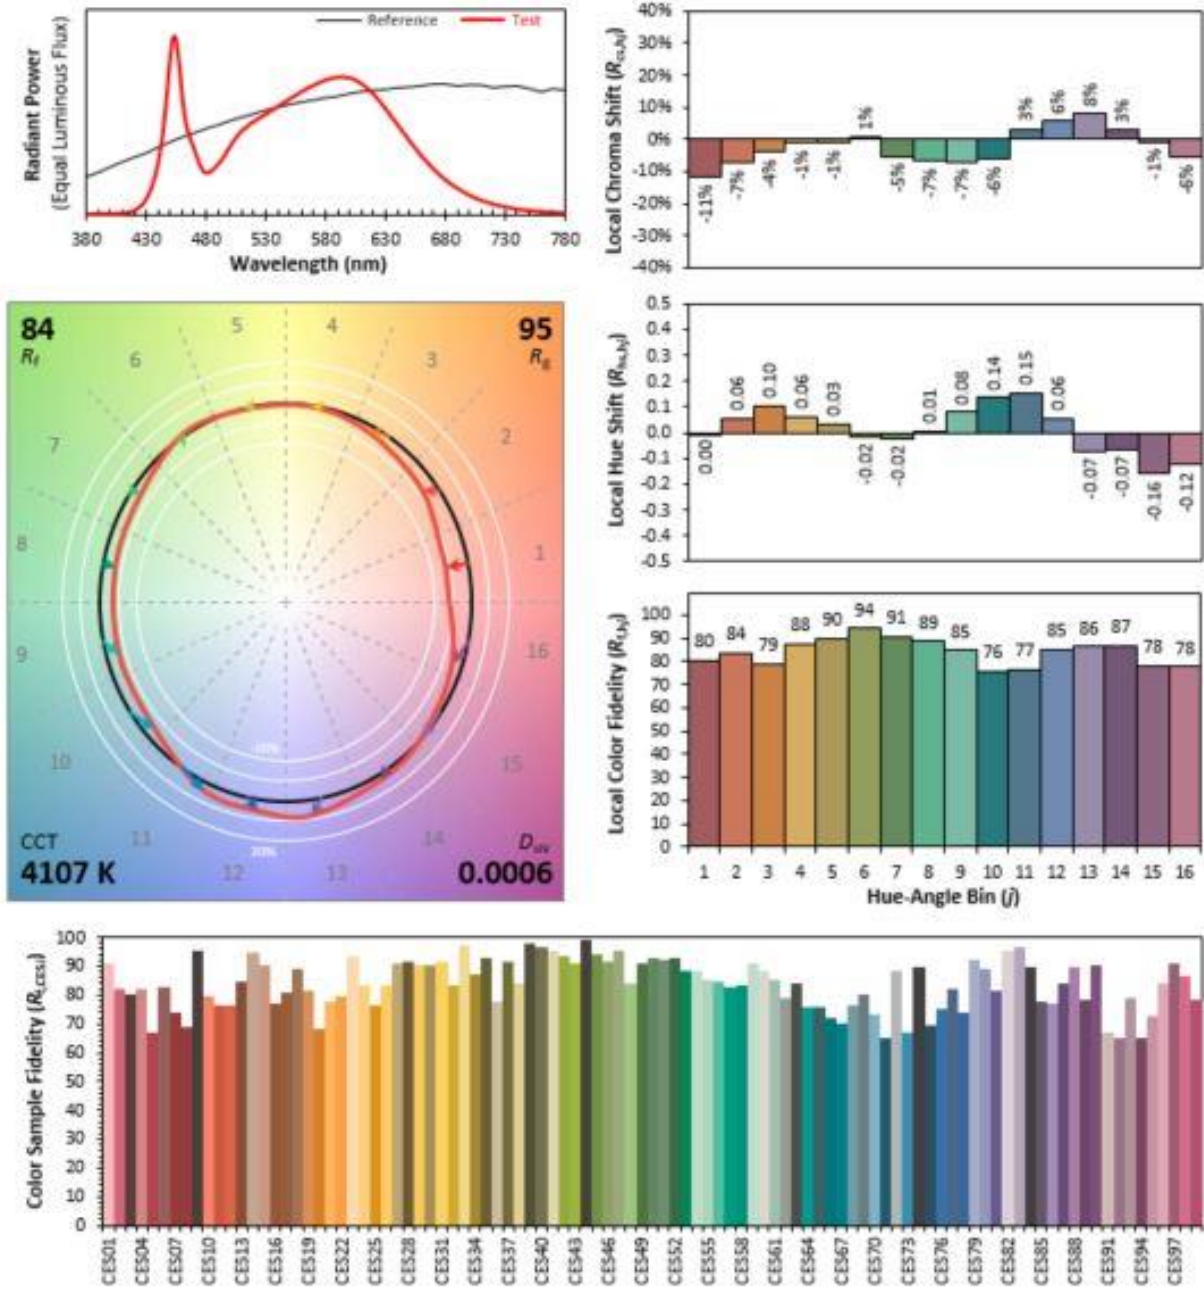 Reference
Test
Radiant Power
(Equal Luminous Flux)
380 430 480 530 580 630 680 730 780
Wavelength (nm)
Local Chroma Shift (Rcs,hj)
40%
30%
20%
10%
0%
-10%
-20%
-30%
-40%
-11% -7% -4% -1% -1% 1% -5% -7% -7% -6% 3% 6% 8% 3% -1% -6%
84
Rf
95
Rg
1
2
3
4
5
6
7
8
9
10
11
12
13
14
15
16
20%
CCT
4107 K
Duv
0.0006
Local Hue Shift (Rhs,hj)
0.5
0.4
0.3
0.2
0.1
0.0
-0.1
-0.2
-0.3
-0.4
-0.5
0.00 0.06 0.10 0.06 0.03 -0.02 -0.02 0.01 0.08 0.14 0.15 0.06 -0.07 -0.07 -0.16 -0.12
Local Color Fidelity (Rf,hj)
100
90
80
70
60
50
40
30
20
10
0
80 84 79 88 90 94 91 89 85 76 77 85 86 87 78 78
1 2 3 4 5 6 7 8 9 10 11 12 13 14 15 16
Hue-Angle Bin (j)
Color Sample Fidelity (Rf,CESi)
100
90
80
70
60
50
40
30
20
10
0
CES01 CES04 CES07 CES10 CES13 CES16 CES19 CES22 CES25 CES28 CES31 CES34 CES37 CES40 CES43 CES46 CES49 CES52 CES55 CES58 CES61 CES64 CES67 CES70 CES73 CES76 CES79 CES82 CES85 CES88 CES91 CES94 CES97